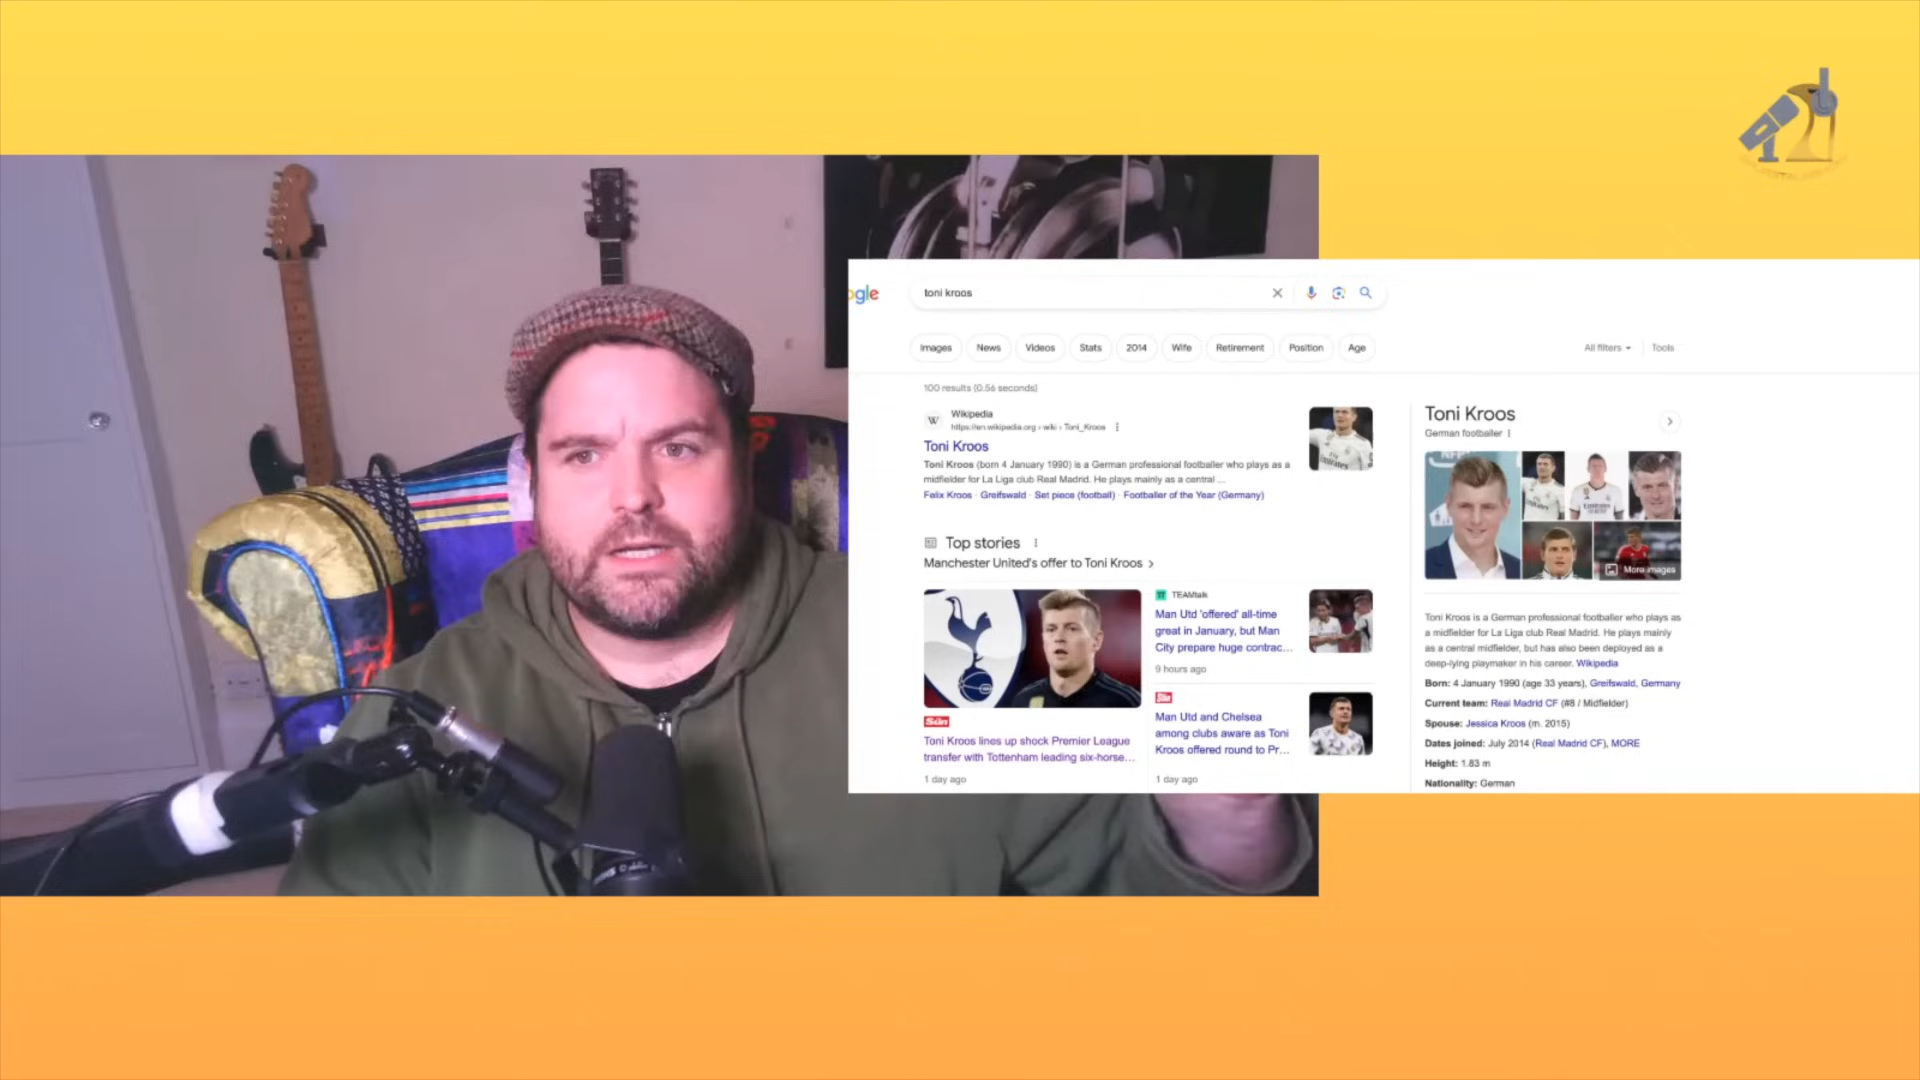 ogle
toni kroos
Images News Videos Stats 2014 Wife Retirement Position Age
All filters Tools
100 results (0.56 seconds)
W
Wikipedia
https://en.wikipedia.org › wiki › Toni_Kroos
Toni Kroos
Toni Kroos (born 4 January 1990) is a German professional footballer who plays as a
midfielder for La Liga club Real Madrid. He plays mainly as a central ...
Felix Kroos · Greifswald · Set piece (football) · Footballer of the Year (Germany)
Top stories
Manchester United's offer to Toni Kroos
Sun
Toni Kroos lines up shock Premier League
transfer with Tottenham leading six-horse...
1 day ago
TEAMtalk
Man Utd 'offered' all-time
great in January, but Man
City prepare huge contrac...
9 hours ago
Sun
Man Utd and Chelsea
among clubs aware as Toni
Kroos offered round to Pr...
1 day ago
Toni Kroos
German footballer
More images
Toni Kroos is a German professional footballer who plays as
a midfielder for La Liga club Real Madrid. He plays mainly
as a central midfielder, but has also been deployed as a
deep-lying playmaker in his career. Wikipedia
Born: 4 January 1990 (age 33 years), Greifswald, Germany
Current team: Real Madrid CF (#8 / Midfielder)
Spouse: Jessica Kroos (m. 2015)
Dates joined: July 2014 (Real Madrid CF), MORE
Height: 1.83 m
Nationality: German